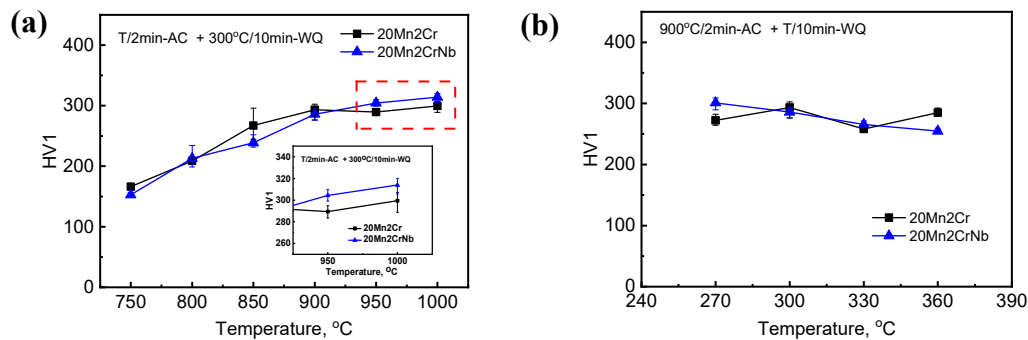 (a)
T/2min-AC + 300°C/10min-WQ
20Mn2Cr
20Mn2CrNb
HV1
400
300
200
100
0
750 800 850 900 950 1000
Temperature, °C
T/2min-AC + 300°C/10min-WQ
HV1
340
320
300
280
260
20Mn2Cr
20Mn2CrNb
950 1000
Temperature, °C
(b)
900°C/2min-AC + T/10min-WQ
HV1
400
300
200
100
0
20Mn2Cr
20Mn2CrNb
240 270 300 330 360 390
Temperature, °C